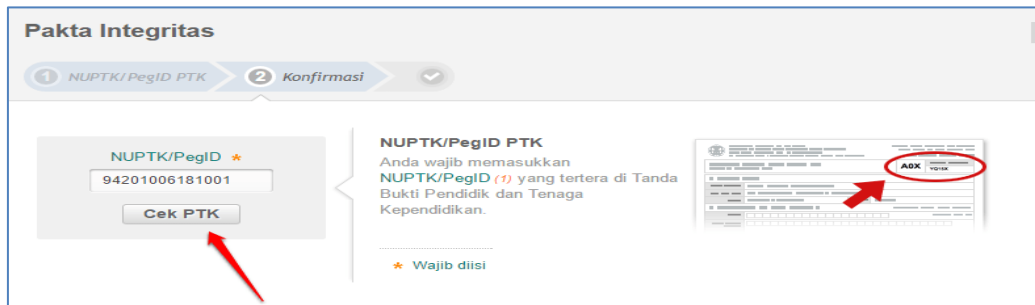 Pakta Integritas
1 NUPTK/PegID PTK 2 Konfirmasi
NUPTK/PegID *
94201006181001
Cek PTK
NUPTK/PegID PTK
Anda wajib memasukkan
NUPTK/PegID (1) yang tertera di Tanda
Bukti Pendidik dan Tenaga
Kependidikan.
* Wajib diisi
A0X
VQ15X